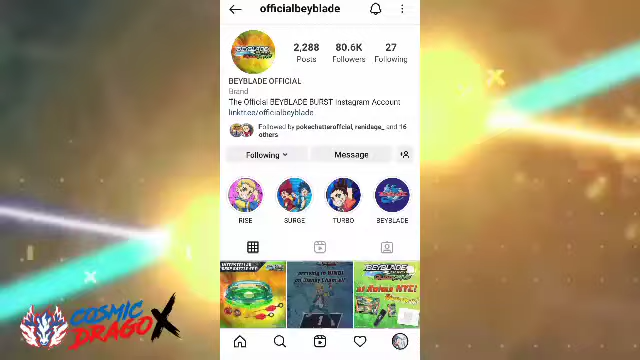 officialbeyblade
2,288
80.6K
27
Posts
Followers
Following
BEYBLADE OFFICIAL
Brand
The Official BEYBLADE BURST Instagram Account
linktr.ee/officialbeyblade
Followed by pokechatterofficial, renidage_ and 16
others
Following
Message
RISE
SURGE
TURBO
BEYBLADE
BEYBLADE
COSMIC
DRAGO X